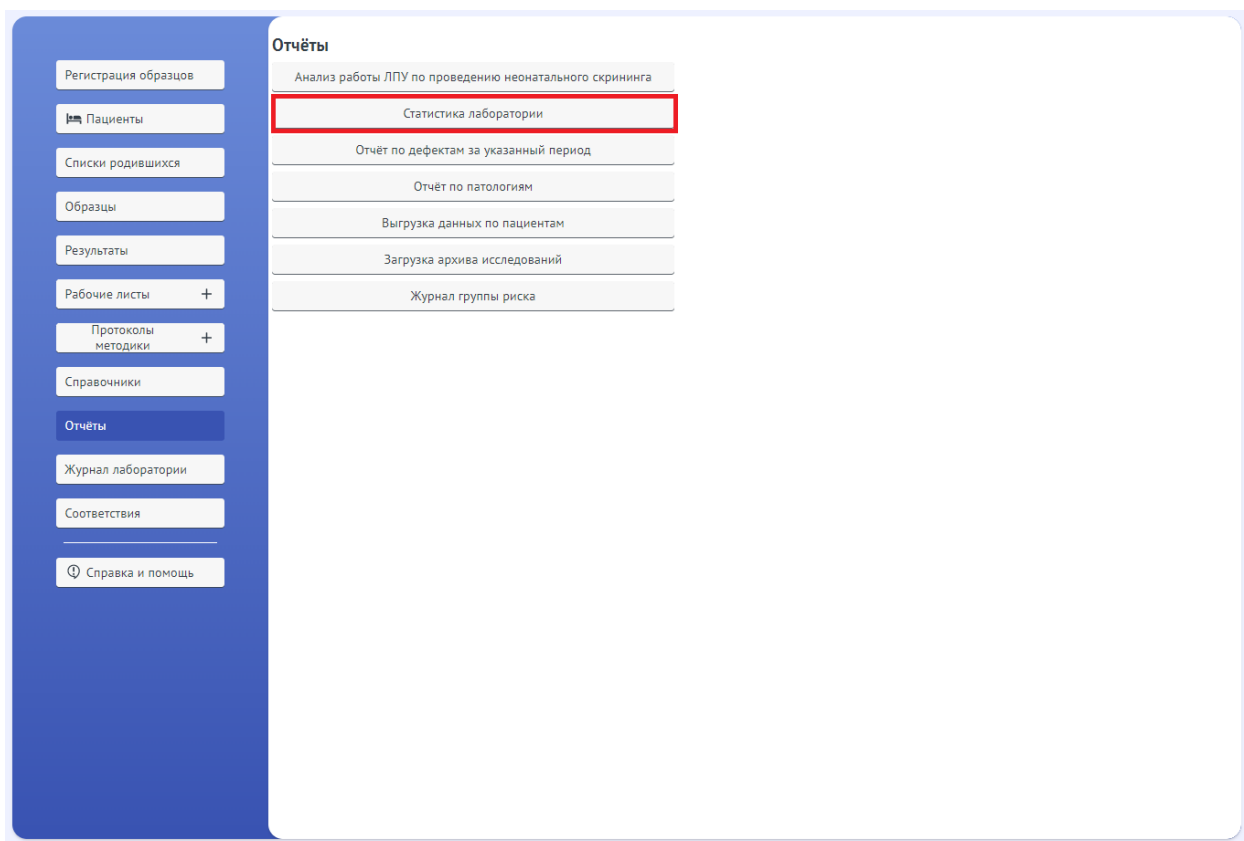 Регистрация образцов
Пациенты
Списки родившихся
Образцы
Результаты
Рабочие листы +
Протоколы
методики +
Справочники
Отчёты
Журнал лаборатории
Соответствия
Справка и помощь
Отчёты
Анализ работы ЛПУ по проведению неонатального скрининга
Статистика лаборатории
Отчёт по дефектам за указанный период
Отчёт по патологиям
Выгрузка данных по пациентам
Загрузка архива исследований
Журнал группы риска